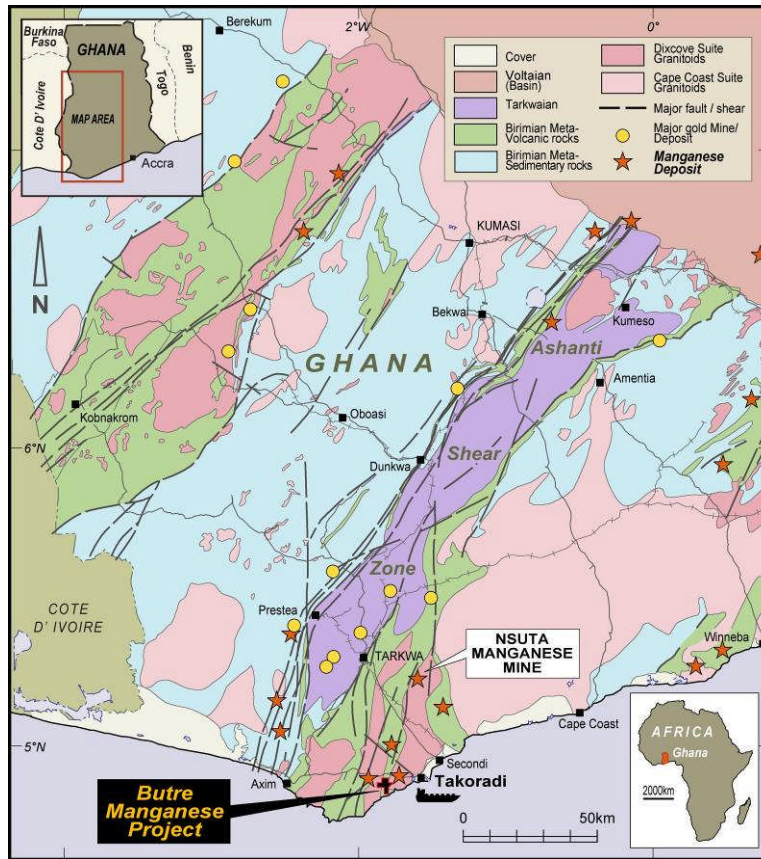 2°W
0°
Berekum
Burkina
Faso
GHANA
Benin
Togo
Cote D' Ivoire
MAP AREA
Accra
Cover
Voltaian
(Basin)
Tarkwaian
Birimian Meta-
Volcanic rocks
Birimian Meta-
Sedimentary rocks
Dixcove Suite
Granitoids
Cape Coast Suite
Granitoids
Major fault / shear
Major gold Mine/
Deposit
Manganese
Deposit
N
KUMASI
Bekwai
Kumeso
GHANA
Ashanti
Amentia
Kobnakrom
Oboasi
6°N
Dunkwa
Shear
Zone
Prestea
COTE
D' IVOIRE
TARKWA
NSUTA
MANGANESE
MINE
Winneba
Cape Coast
5°N
Secondi
Axim
Takoradi
Butre
Manganese
Project
0
50km
AFRICA
Ghana
2000km